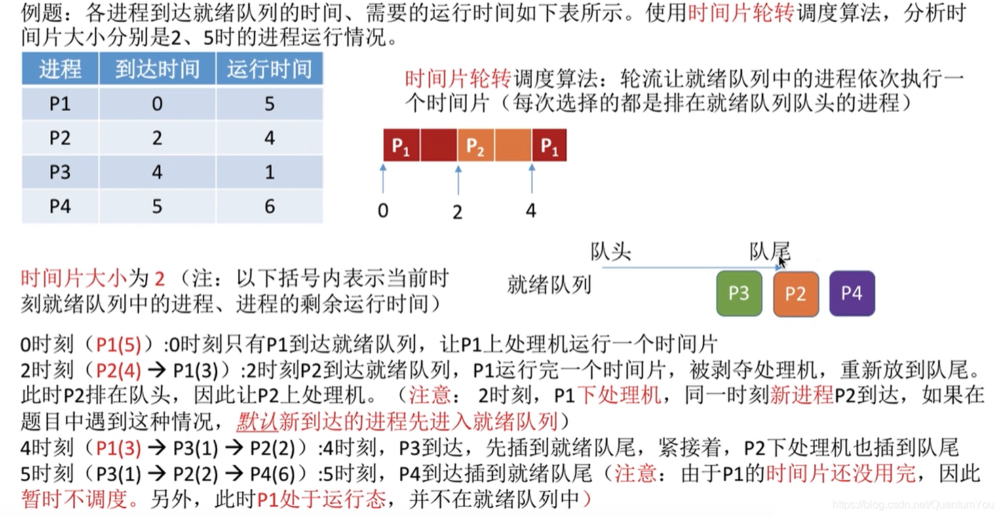 例题：各进程到达就绪队列的时间、需要的运行时间如下表所示。使用时间片轮转调度算法，分析时
间片大小分别是2、5时的进程运行情况。
进程 到达时间 运行时间
P1 0 5
P2 2 4
P3 4 1
P4 5 6
时间片轮转调度算法：轮流让就绪队列中的进程依次执行一
个时间片（每次选择的都是排在就绪队列队头的进程）
P1 P2 P1
0 2 4
队头 队尾
就绪队列 P3 P2 P4
时间片大小为 2（注：以下括号内表示当前时
刻就绪队列中的进程、进程的剩余运行时间）
0时刻（P1(5)）:0时刻只有P1到达就绪队列，让P1上处理机运行一个时间片
2时刻（P2(4) → P1(3)）:2时刻P2到达就绪队列，P1运行完一个时间片，被剥夺处理机，重新放到队尾。
此时P2排在队头，因此让P2上处理机。（注意： 2时刻，P1下处理机，同一时刻新进程P2到达，如果在
题目中遇到这种情况，默认新到达的进程先进入就绪队列）
4时刻（P1(3) → P3(1) → P2(2)）:4时刻，P3到达，先插到就绪队尾，紧接着，P2下处理机也插到队尾
5时刻（P3(1) → P2(2) → P4(6)）:5时刻，P4到达插到就绪队尾（注意：由于P1的时间片还没用完，因此
暂时不调度。另外，此时P1处于运行态，并不在就绪队列中）
https://blog.csdn.net/QuantumYou